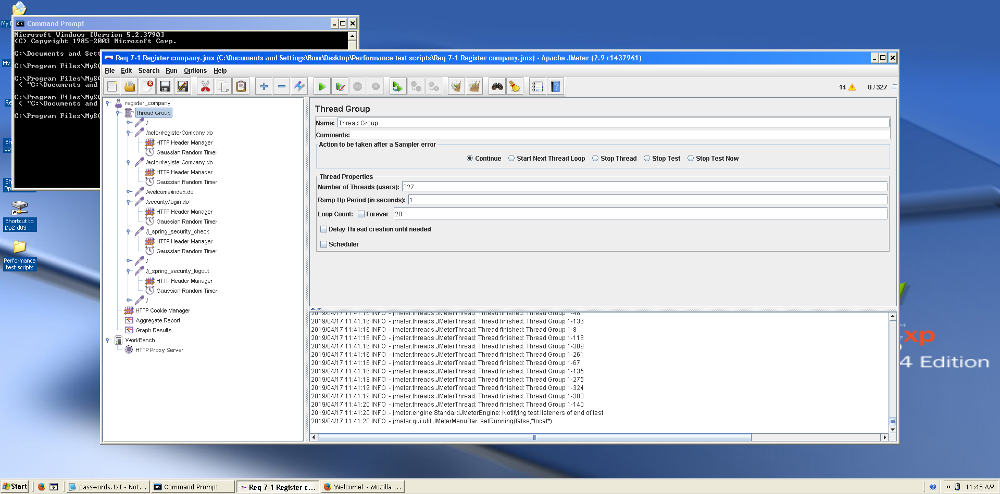 My D
Command Prompt
Microsoft Windows [Version 5.2.3790]
(C) Copyright 1985-2003 Microsoft Corp.
C:\Documents and Sett
C:\Program Files\MySQ
C:\Program Files\MySQ
< "C:\Documents and
C:\Program Files\MySQ
< "C:\Documents and
C:\Program Files\MySQ
My
Re
Sh
dp
Sh
Dp
Shortcut to
Dp2-d03 ...
Performance
test scripts
Req 7-1 Register company.jmx (C:\Documents and Settings\Boss\Desktop\Performance test scripts\Req 7-1 Register company.jmx) - Apache JMeter (2.9 r1437961)
File Edit Search Run Options Help
14 0 / 327
register_company
Thread Group
/
/actor/registerCompany.do
HTTP Header Manager
Gaussian Random Timer
/actor/registerCompany.do
HTTP Header Manager
Gaussian Random Timer
/welcome/index.do
/security/login.do
HTTP Header Manager
Gaussian Random Timer
/j_spring_security_check
HTTP Header Manager
Gaussian Random Timer
/
/j_spring_security_logout
HTTP Header Manager
Gaussian Random Timer
/
HTTP Cookie Manager
Aggregate Report
Graph Results
WorkBench
HTTP Proxy Server
Thread Group
Name: Thread Group
Comments:
Action to be taken after a Sampler error
Continue Start Next Thread Loop Stop Thread Stop Test Stop Test Now
Thread Properties
Number of Threads (users): 327
Ramp-Up Period (in seconds): 1
Loop Count: Forever 20
Delay Thread creation until needed
Scheduler
2019/04/17 11:41:16 INFO - jmeter.threads.JMeterThread: Thread finished: Thread Group 1-48
2019/04/17 11:41:16 INFO - jmeter.threads.JMeterThread: Thread finished: Thread Group 1-136
2019/04/17 11:41:16 INFO - jmeter.threads.JMeterThread: Thread finished: Thread Group 1-8
2019/04/17 11:41:16 INFO - jmeter.threads.JMeterThread: Thread finished: Thread Group 1-118
2019/04/17 11:41:16 INFO - jmeter.threads.JMeterThread: Thread finished: Thread Group 1-309
2019/04/17 11:41:16 INFO - jmeter.threads.JMeterThread: Thread finished: Thread Group 1-261
2019/04/17 11:41:16 INFO - jmeter.threads.JMeterThread: Thread finished: Thread Group 1-67
2019/04/17 11:41:16 INFO - jmeter.threads.JMeterThread: Thread finished: Thread Group 1-135
2019/04/17 11:41:18 INFO - jmeter.threads.JMeterThread: Thread finished: Thread Group 1-275
2019/04/17 11:41:19 INFO - jmeter.threads.JMeterThread: Thread finished: Thread Group 1-324
2019/04/17 11:41:19 INFO - jmeter.threads.JMeterThread: Thread finished: Thread Group 1-303
2019/04/17 11:41:20 INFO - jmeter.threads.JMeterThread: Thread finished: Thread Group 1-140
2019/04/17 11:41:20 INFO - jmeter.engine.StandardJMeterEngine: Notifying test listeners of end of test
2019/04/17 11:41:20 INFO - jmeter.gui.util.JMeterMenuBar: setRunning(false,*local*)
xp
4 Edition
Start passwords.txt - Not... Command Prompt Req 7-1 Register c... Welcome! - Mozilla ... 11:45 AM